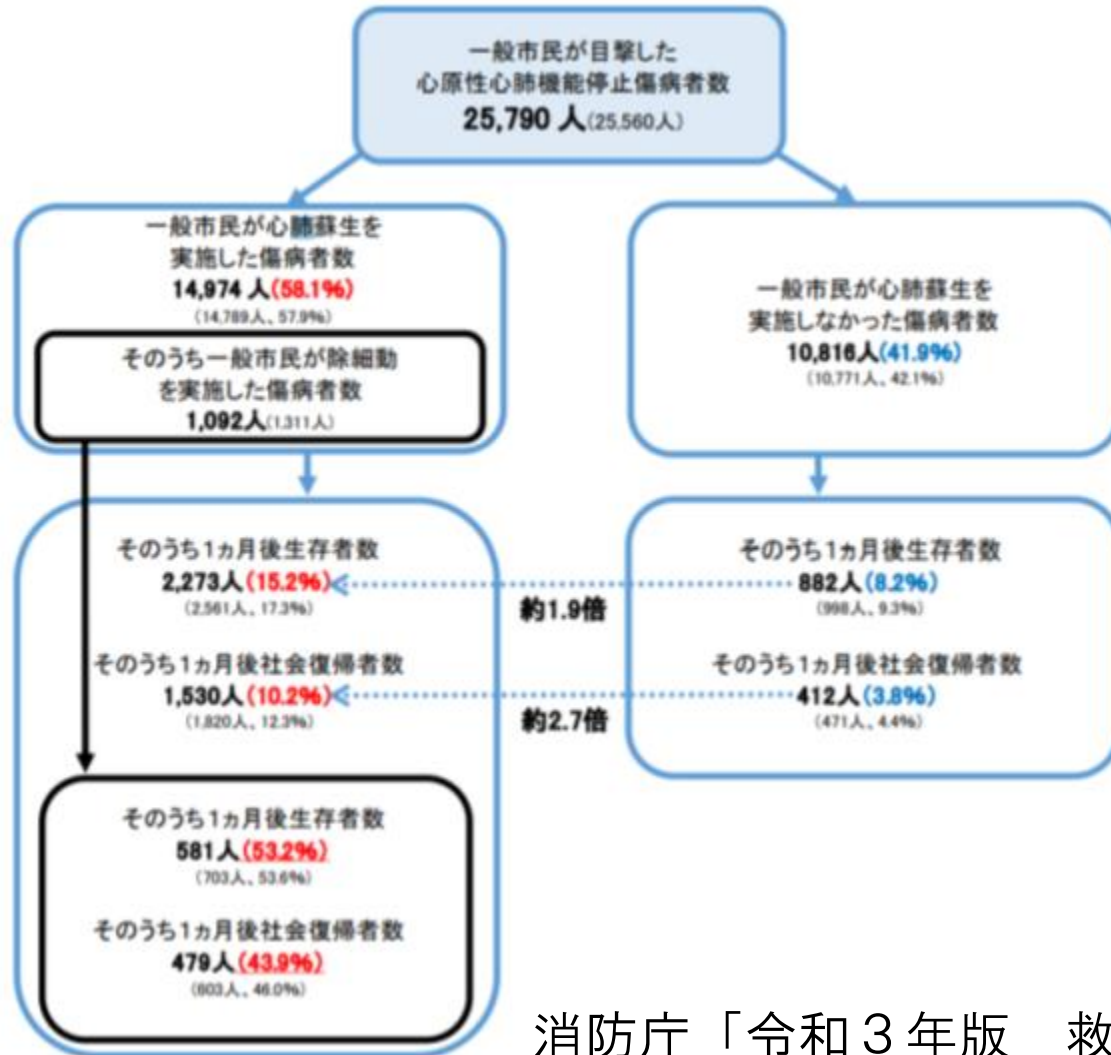 一般市民が目撃した
心原性心肺機能停止傷病者数
25,790 人(25,560人)
一般市民が心肺蘇生を
実施した傷病者数
14,974 人(58.1%)
(14,789人、57.9%)
そのうち一般市民が除細動
を実施した傷病者数
1,092人(1,311人)
一般市民が心肺蘇生を
実施しなかった傷病者数
10,816人(41.9%)
(10,771人、42.1%)
そのうち1ヵ月後生存者数
2,273人(15.2%)
(2,561人、17.3%)
そのうち1ヵ月後社会復帰者数
1,530人(10.2%)
(1,820人、12.3%)
約1.9倍
約2.7倍
そのうち1ヵ月後生存者数
882人(8.2%)
(998人、9.3%)
そのうち1ヵ月後社会復帰者数
412人(3.8%)
(471人、4.4%)
そのうち1ヵ月後生存者数
581人(53.2%)
(703人、53.6%)
そのうち1ヵ月後社会復帰者数
479人(43.9%)
(603人、46.0%)
消防庁「令和３年版　救